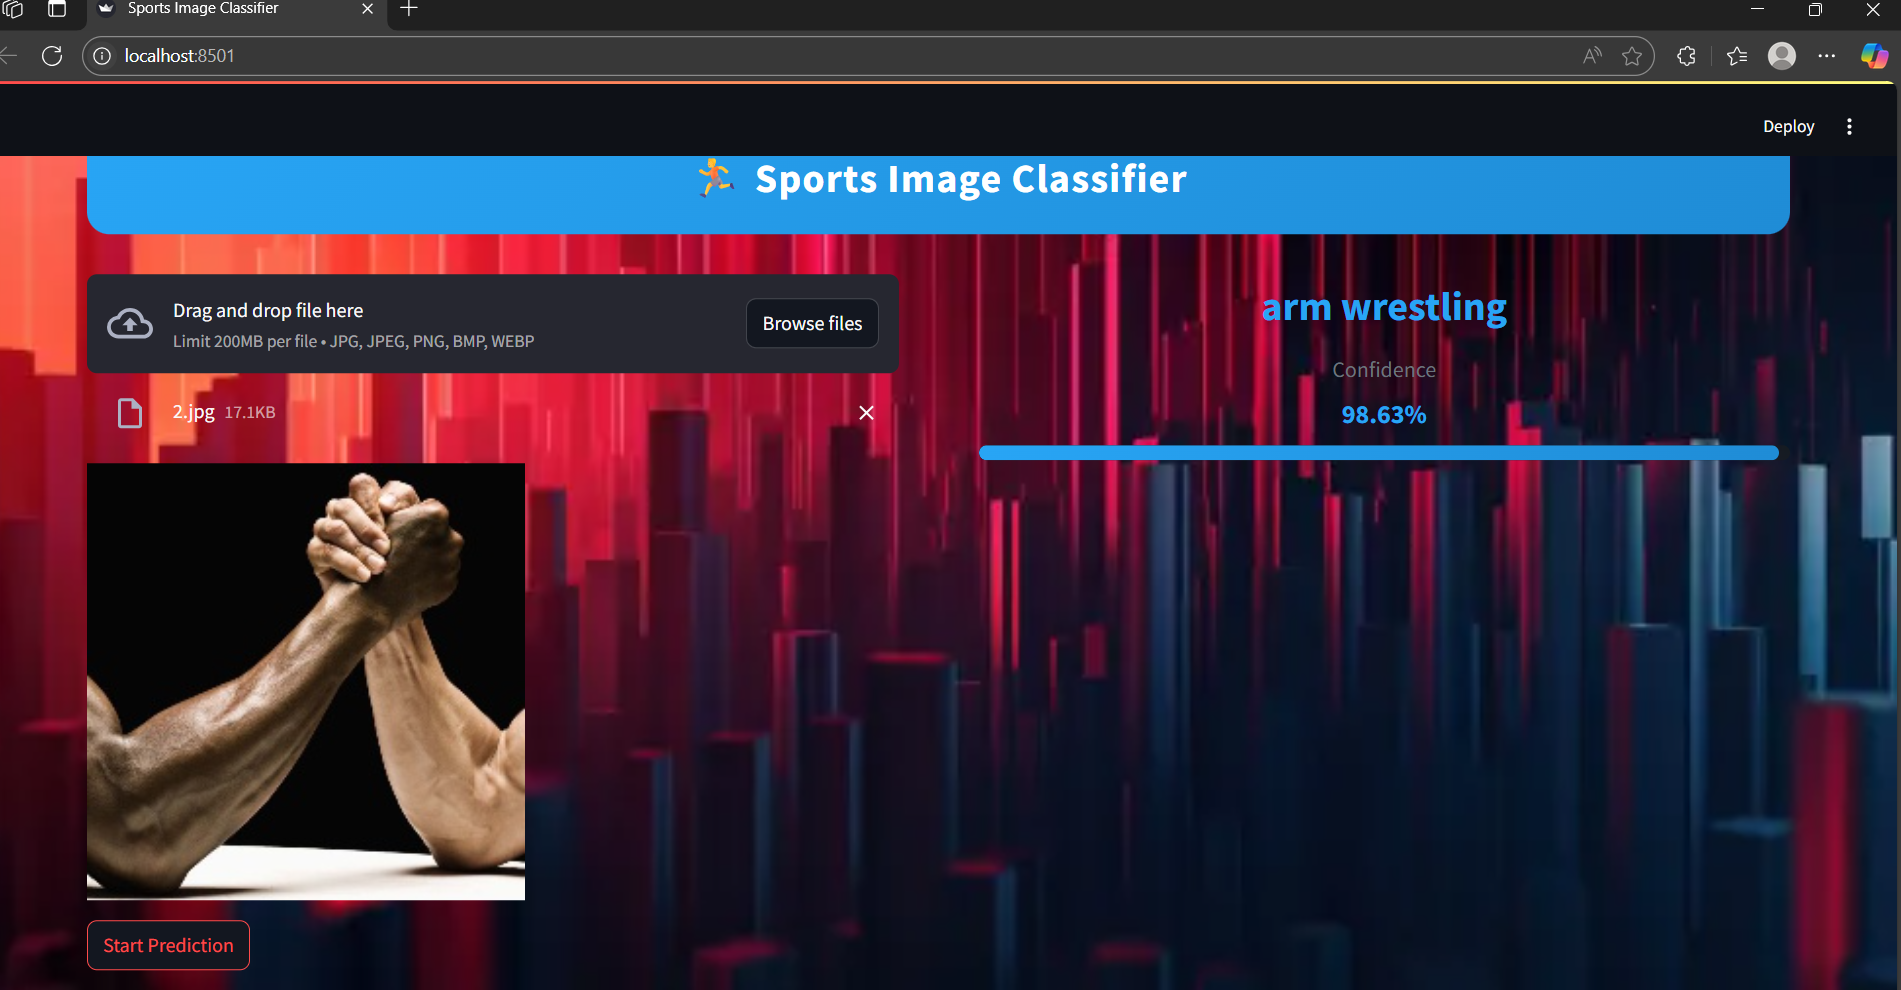 Sports Image Classifier
localhost:8501
Deploy
Sports Image Classifier
Drag and drop file here
Limit 200MB per file • JPG, JPEG, PNG, BMP, WEBP
Browse files
2.jpg 17.1KB
arm wrestling
Confidence
98.63%
Start Prediction